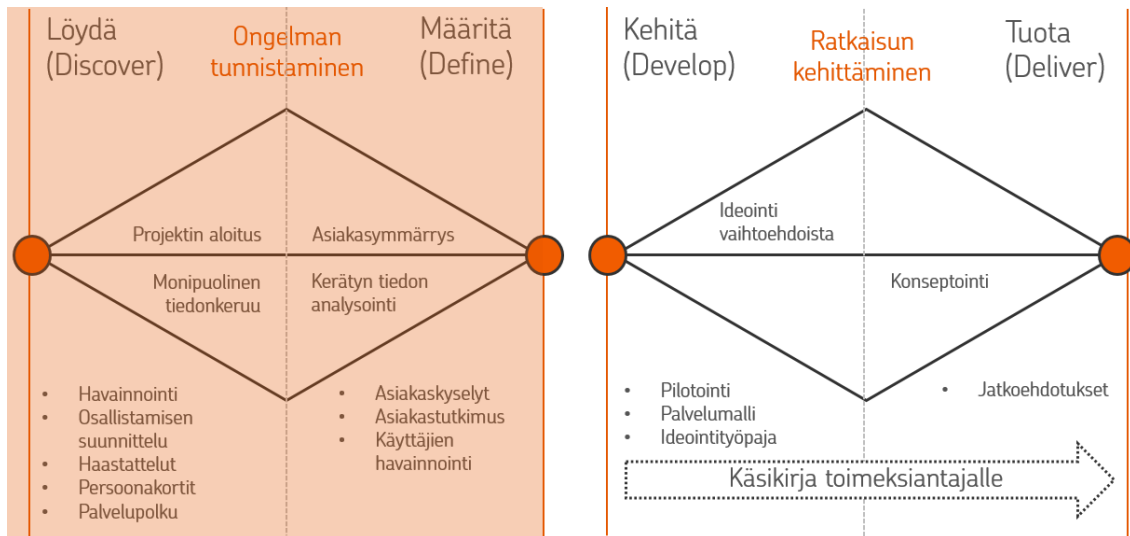 Löydä
(Discover)
Ongelman
tunnistaminen
Määritä
(Define)
Projektin aloitus
Asiakasymmärrys
Monipuolinen
tiedonkeruu
Kerätyn tiedon
analysointi
• Havainnointi
• Osallistamisen
suunnittelu
• Haastattelut
• Persoonakortit
• Palvelupolku
• Asiakaskyselyt
• Asiakastutkimus
• Käyttäjien
havainnointi
Kehitä
(Develop)
Ratkaisun
kehittäminen
Tuota
(Deliver)
Ideointi
vaihtoehdoista
Konseptointi
• Pilotointi
• Palvelumalli
• Ideointityöpaja
• Jatkoehdotukset
Käsikirja toimeksiantajalle